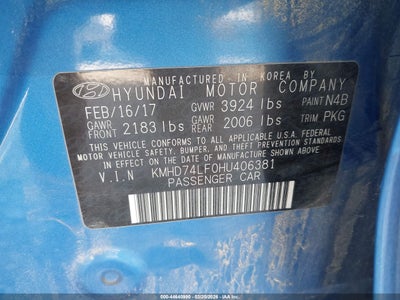 MANUFACTURED IN KOREA BY
HYUNDAI MOTOR COMPANY
FEB/16/17 GVWR 3924 lbs PAINT N4B
GAWR FRONT 2183 lbs GAWR REAR 2006 lbs TRIM PKG
THIS VEHICLE CONFORMS TO ALL APPLICABLE U.S.A. FEDERAL
MOTOR VEHICLE SAFETY, BUMPER, AND THEFT PREVENTION
STANDARDS IN EFFECT ON THE DATE OF MANUFACTURE SHOWN ABOVE.
V.I.N KMHD74LF0HU406381
PASSENGER CAR